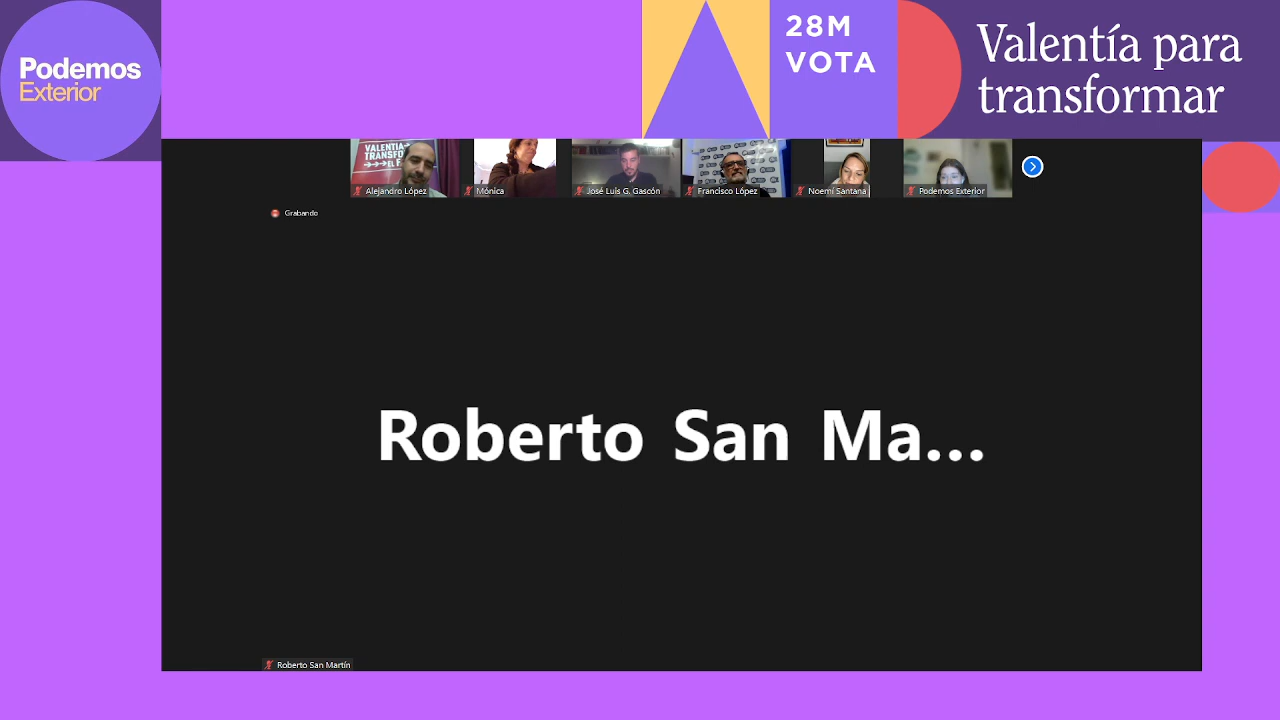 Podemos
Exterior
28M
VOTA
Valentía para
transformar
VALENTÍA
TRANSFO
Alejandro López
Mónica
José Luis G. Gascón
Francisco López
Noemí Santana
Podemos Exterior
Grabando
Roberto San Ma...
Roberto San Martín